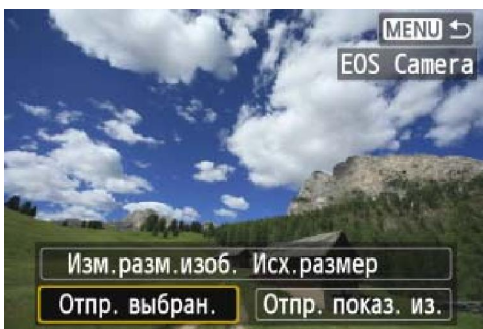 MENU
EOS Camera
Изм.разм.изоб. Исх.размер
Отпр. выбран. Отпр. показ. из.